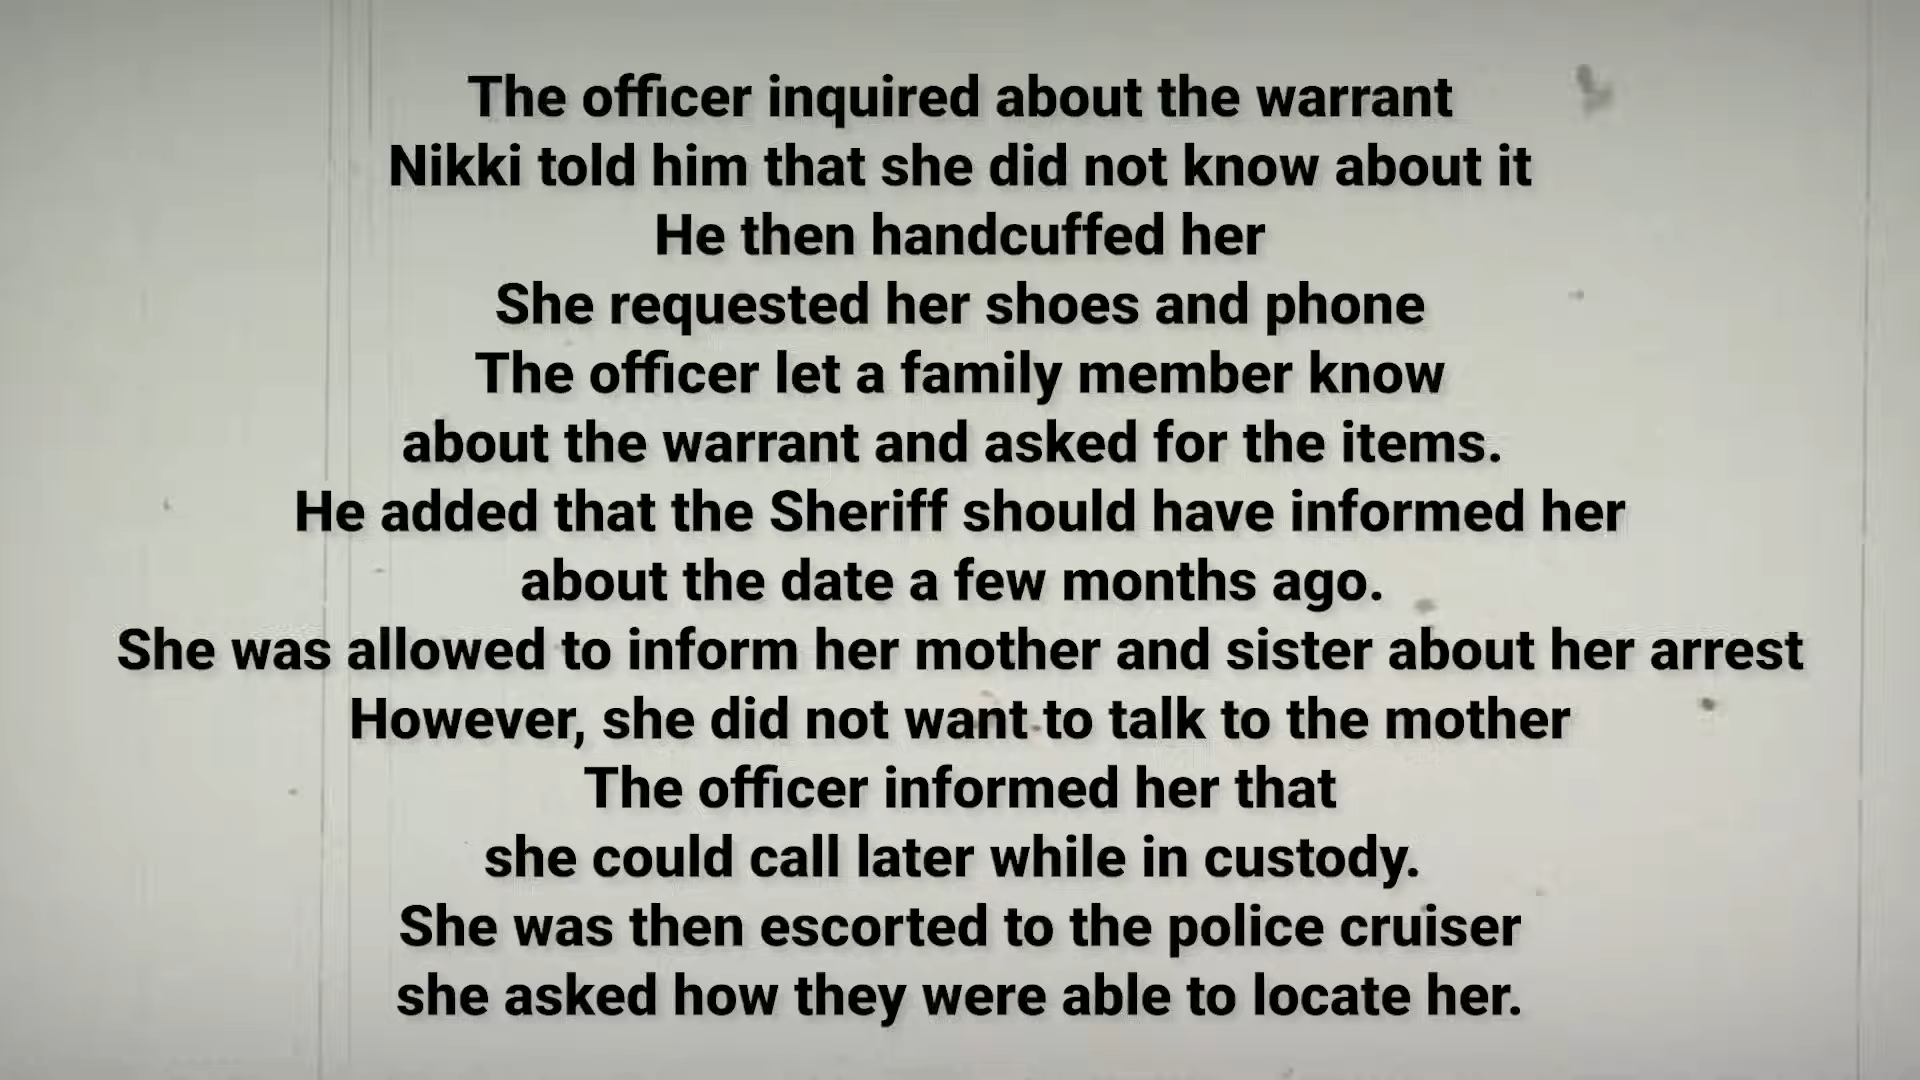 The officer inquired about the warrant
Nikki told him that she did not know about it
He then handcuffed her
She requested her shoes and phone
The officer let a family member know
about the warrant and asked for the items.
He added that the Sheriff should have informed her
about the date a few months ago.
She was allowed to inform her mother and sister about her arrest
However, she did not want to talk to the mother
The officer informed her that
she could call later while in custody.
She was then escorted to the police cruiser
she asked how they were able to locate her.